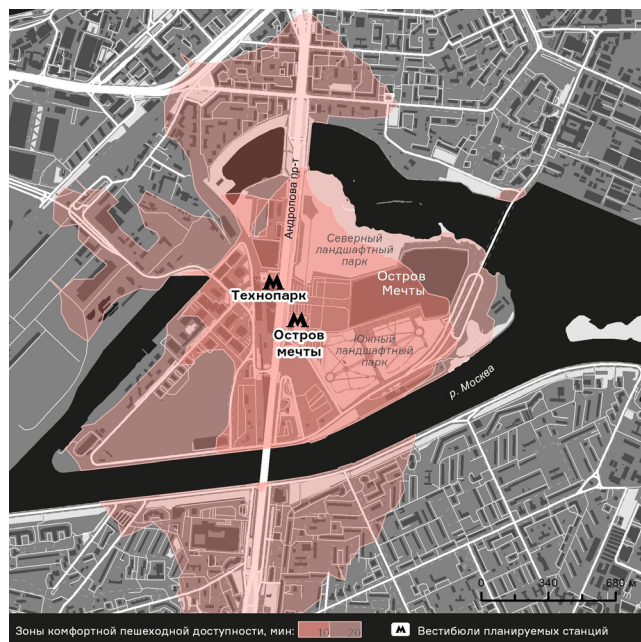 Андропова пр-т
Северный
ландшафтный
парк
Остров
Мечты
Технопарк
Остров
мечты
Южный
ландшафтный
парк
р. Москва
0 340 680 м
Зоны комфортной пешеходной доступности, мин: 10 20 Вестибюли планируемых станций